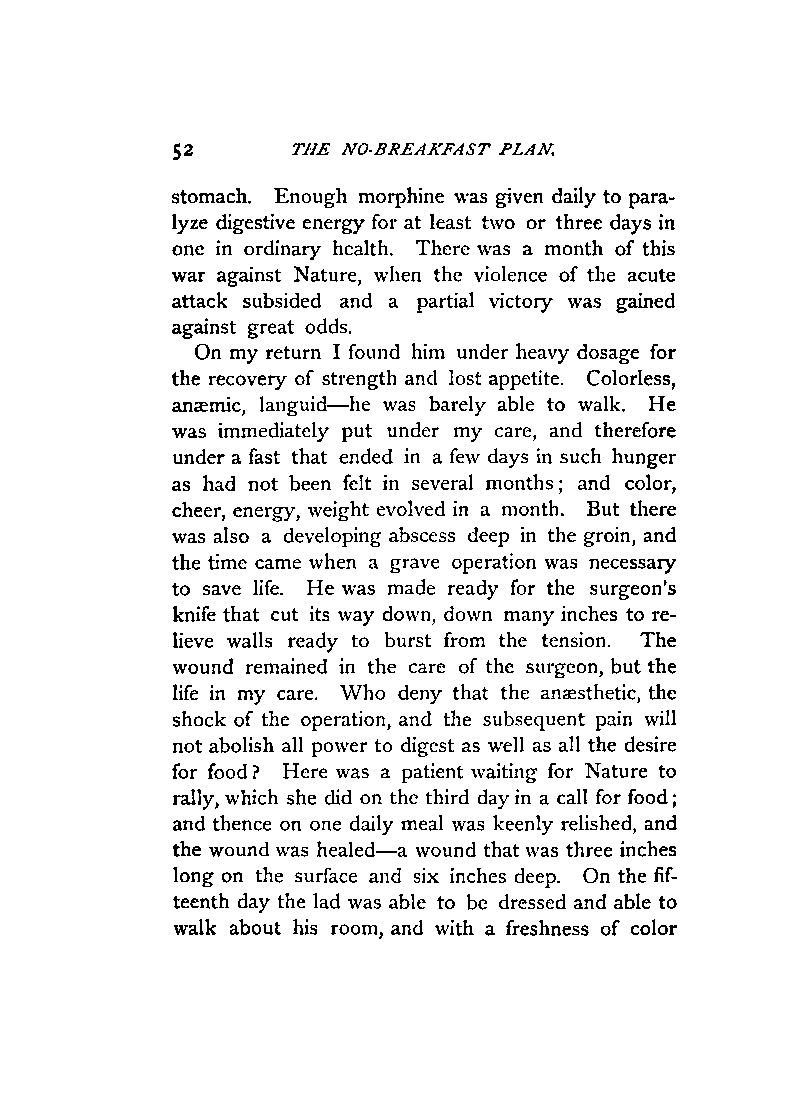 52 THE NO-BREAKFAST PLAN.
stomach. Enough morphine was given daily to para-
lyze digestive energy for at least two or three days in
one in ordinary health. There was a month of this
war against Nature, when the violence of the acute
attack subsided and a partial victory was gained
against great odds.
On my return I found him under heavy dosage for
the recovery of strength and lost appetite. Colorless,
anæmic, languid—he was barely able to walk. He
was immediately put under my care, and therefore
under a fast that ended in a few days in such hunger
as had not been felt in several months; and color,
cheer, energy, weight evolved in a month. But there
was also a developing abscess deep in the groin, and
the time came when a grave operation was necessary
to save life. He was made ready for the surgeon's
knife that cut its way down, down many inches to re-
lieve walls ready to burst from the tension. The
wound remained in the care of the surgeon, but the
life in my care. Who deny that the anæsthetic, the
shock of the operation, and the subsequent pain will
not abolish all power to digest as well as all the desire
for food? Here was a patient waiting for Nature to
rally, which she did on the third day in a call for food;
and thence on one daily meal was keenly relished, and
the wound was healed—a wound that was three inches
long on the surface and six inches deep. On the fif-
teenth day the lad was able to be dressed and able to
walk about his room, and with a freshness of color